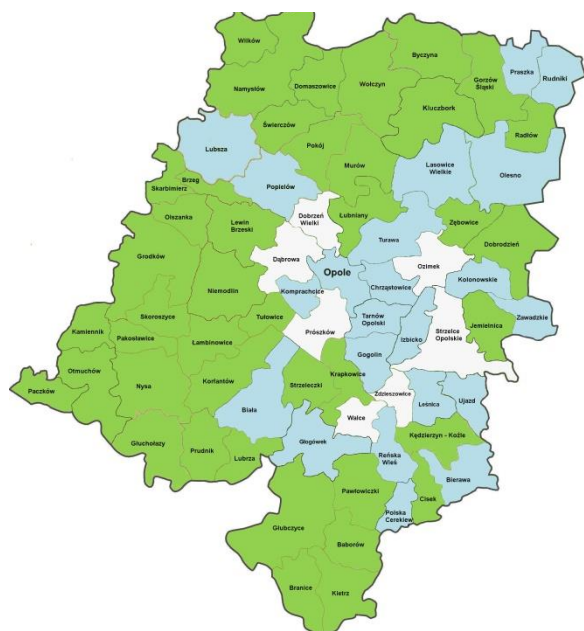 Wilków
Byczyna
Namysłów
Domaszowice
Wołczyn
Gorzów
Śląski
Praszka
Rudniki
Kluczbork
Świerczów
Radłów
Lubsza
Pokój
Murów
Lasowice
Wielkie
Olesno
Brzeg
Skarbimierz
Popielów
Olszanka
Lewin
Brzeski
Dobrzeń
Wielki
Łubniany
Zębowice
Turawa
Dobrodzień
Grodków
Dąbrowa
Opole
Ozimek
Niemodlin
Komprachcice
Chrząstowice
Kolonowskie
Skoroszyce
Tułowice
Prószków
Tarnów
Opolski
Izbicko
Strzelce
Opolskie
Jemielnica
Zawadzkie
Kamiennik
Pakosławice
Łambinowice
Gogolin
Otmuchów
Paczków
Nysa
Korfantów
Strzeleczki
Krapkowice
Zdzieszowice
Leśnica
Ujazd
Biała
Walce
Głuchołazy
Prudnik
Lubrza
Głogówek
Reńska
Wieś
Kędzierzyn - Koźle
Bierawa
Pawłowiczki
Polska
Cerekiew
Cisek
Głubczyce
Baborów
Branice
Kietrz